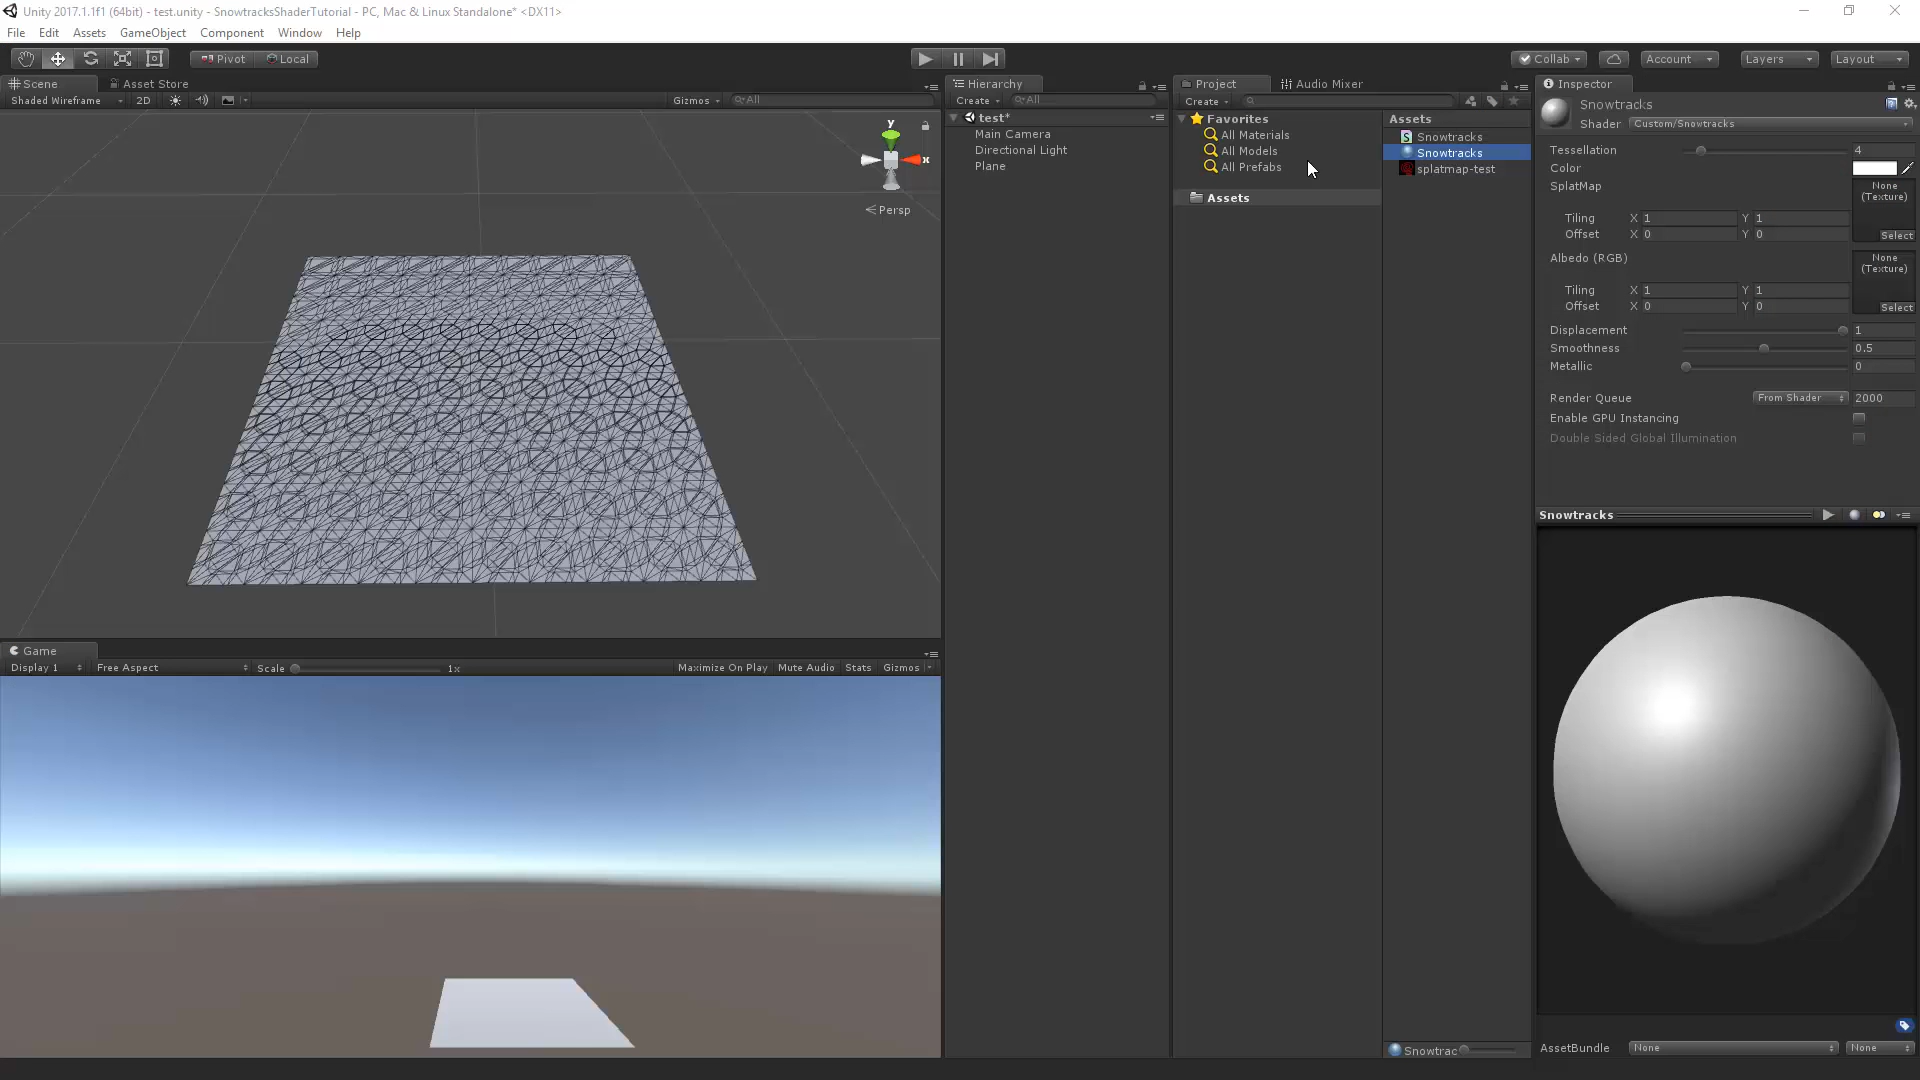 Unity 2017.1.1f1 (64bit) - test.unity - SnowtracksShaderTutorial - PC, Mac & Linux Standalone* <DX11>
File Edit Assets GameObject Component Window Help
Pivot Local Collab Account Layers Layout
Scene Asset Store
Shaded Wireframe 2D Gizmos All
y
x
Persp
Game
Display 1 Free Aspect Scale 1x Maximize On Play Mute Audio Stats Gizmos
Hierarchy
Create All
test*
Main Camera
Directional Light
Plane
Project Audio Mixer
Create
Favorites
All Materials
All Models
All Prefabs
Assets
Assets
Snowtracks
Snowtracks
splatmap-test
Snowtrac
Inspector
Snowtracks
Shader Custom/Snowtracks
Tessellation 4
Color
SplatMap None (Texture)
Tiling X 1 Y 1
Offset X 0 Y 0 Select
Albedo (RGB) None (Texture)
Tiling X 1 Y 1
Offset X 0 Y 0 Select
Displacement 1
Smoothness 0.5
Metallic 0
Render Queue From Shader 2000
Enable GPU Instancing
Double Sided Global Illumination
Snowtracks
AssetBundle None None